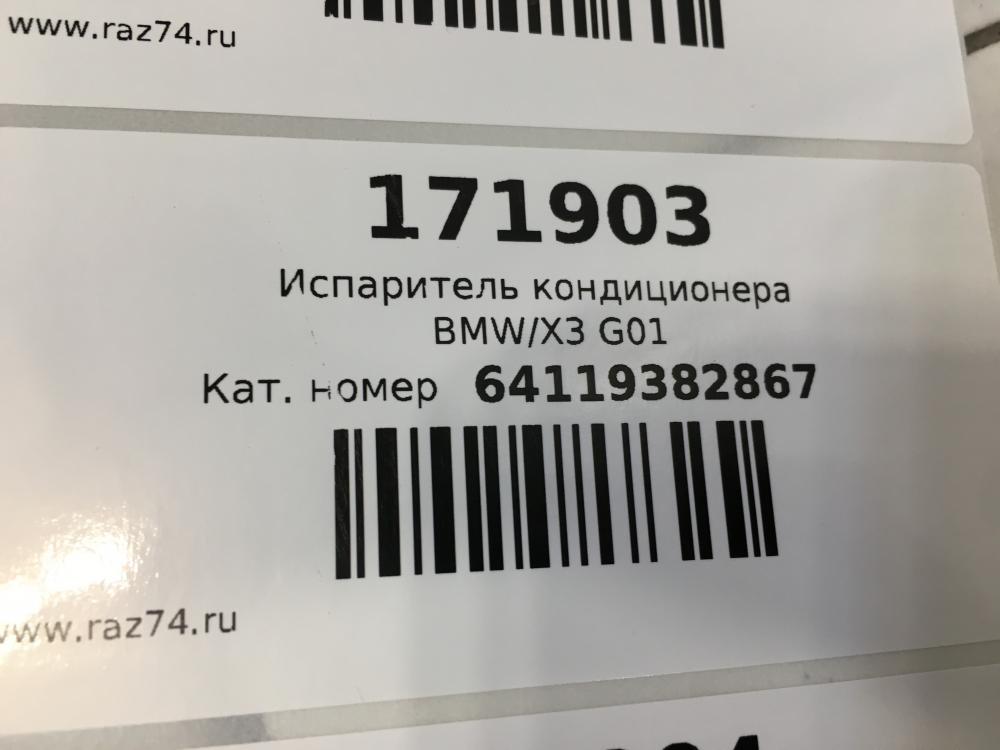 www.raz74.ru
171903
Испаритель кондиционера
BMW/X3 G01
Кат. номер 64119382867
www.raz74.ru